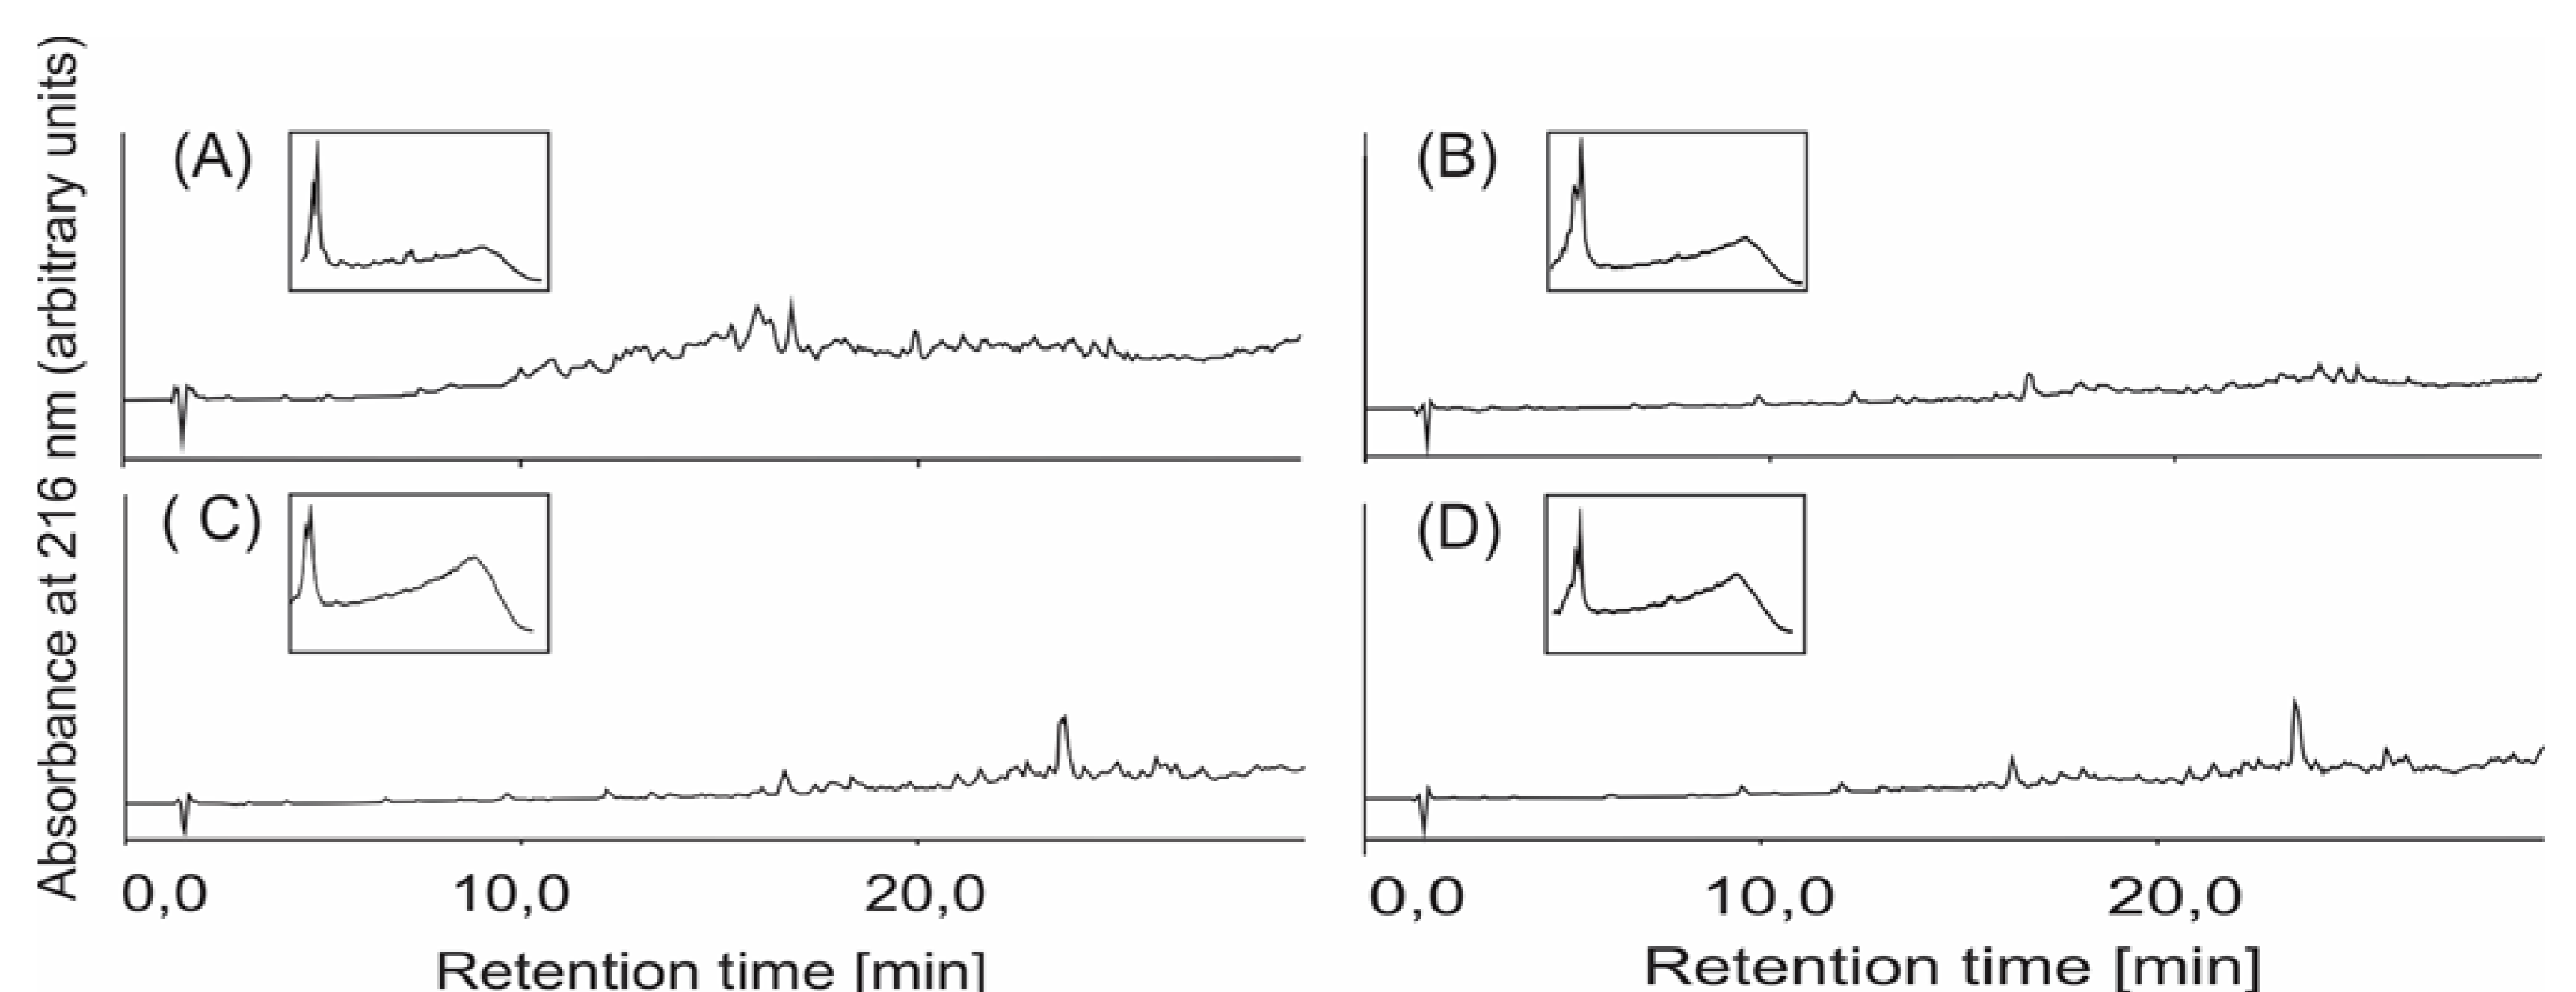 Absorbance at 216 nm (arbitrary units)
(A)
(B)
( C)
(D)
0,0 10,0 20,0
Retention time [min]
0,0 10,0 20,0
Retention time [min]